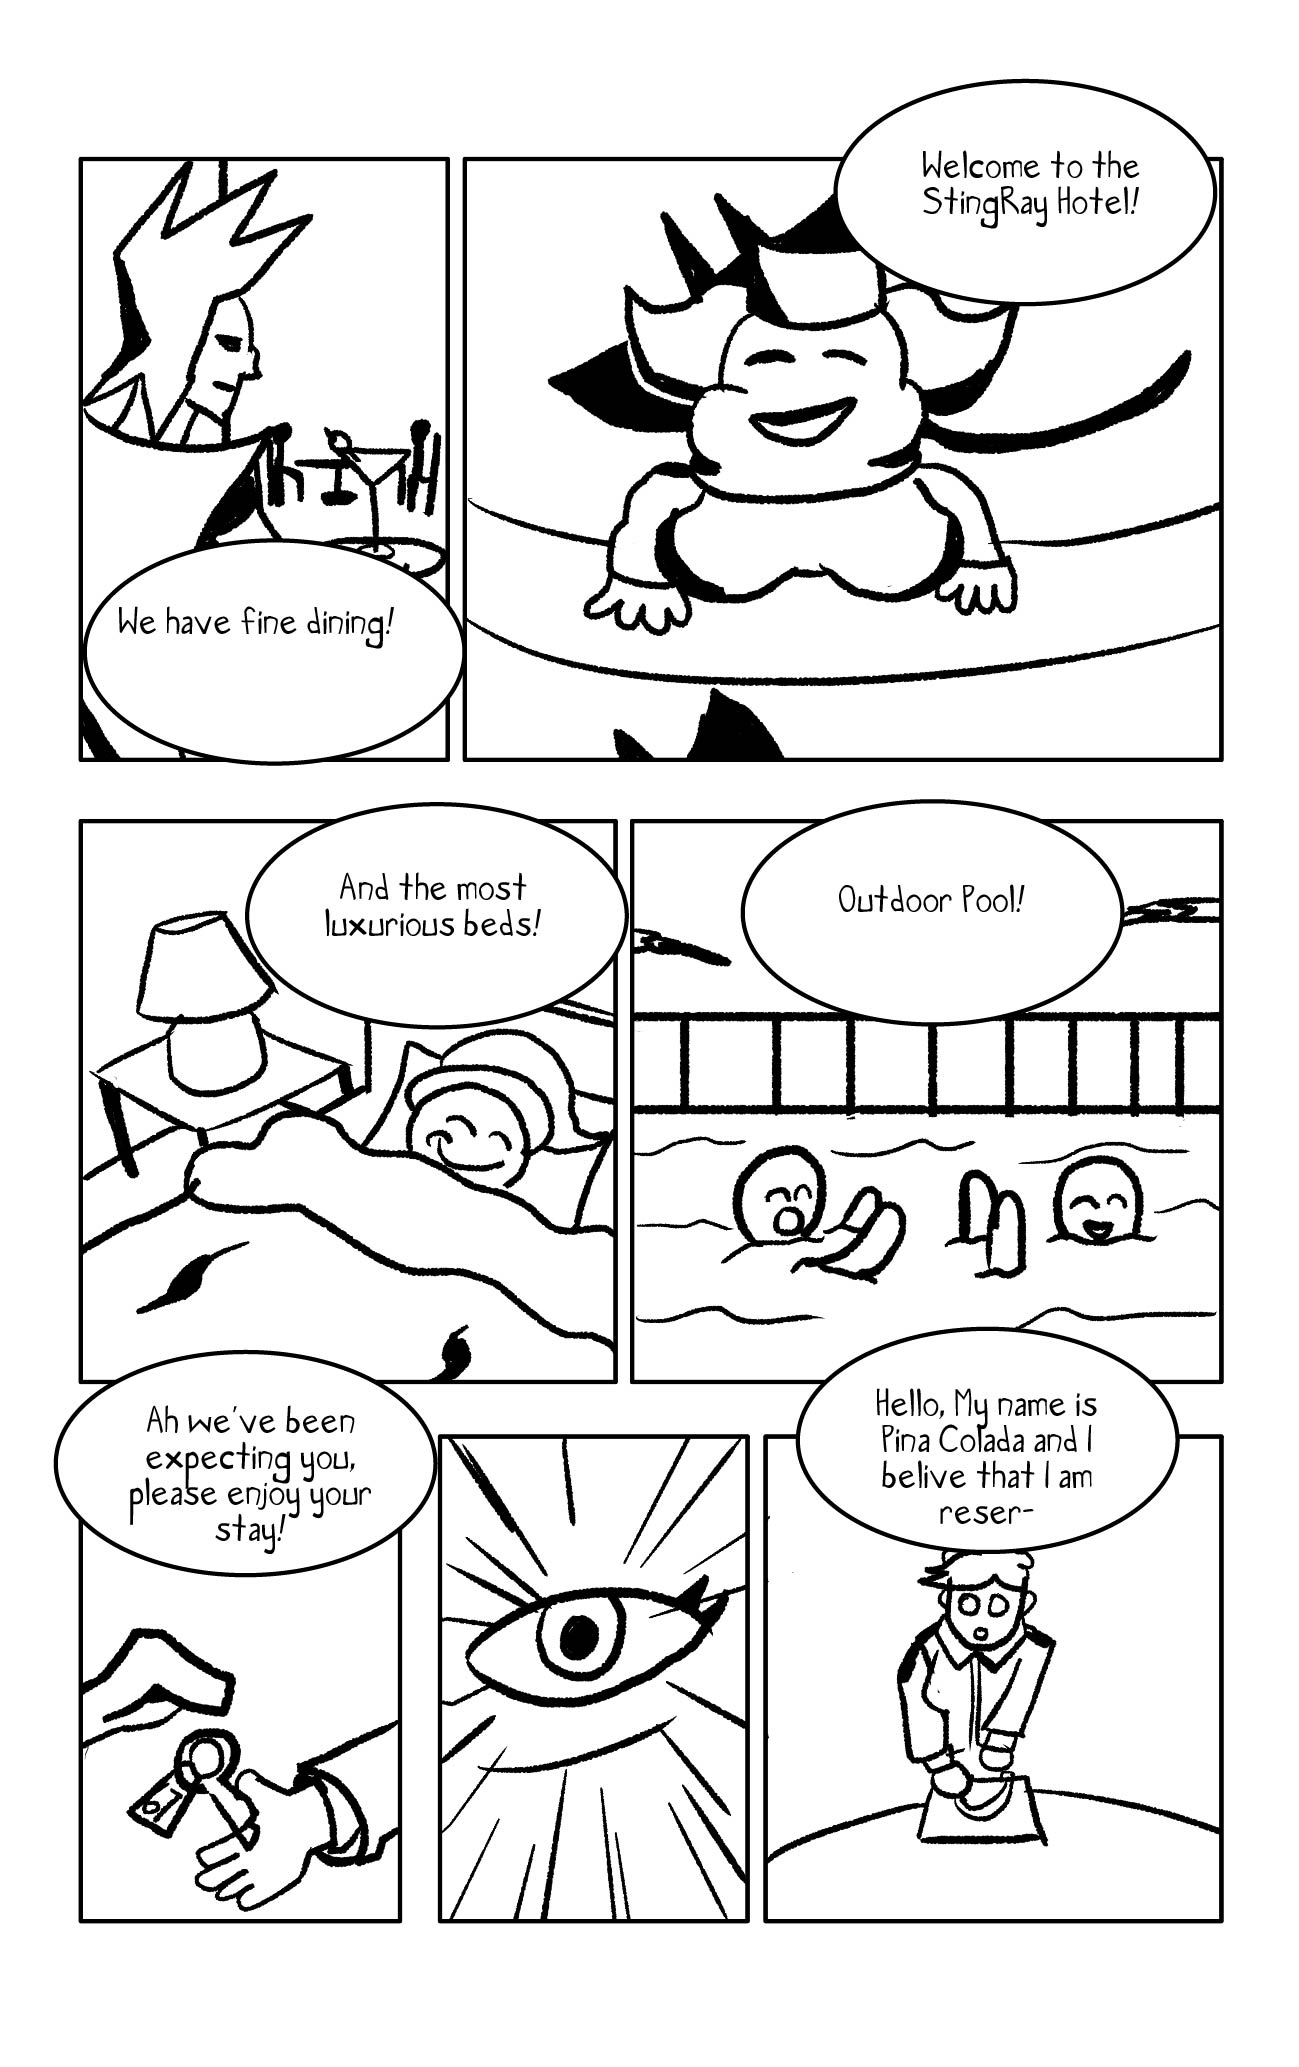 Welcome to the
StingRay Hotel!
We have fine dining!
Outdoor Pool!
And the most
luxurious beds!
Hello, My name is
Pina Colada and I
belive that I am
reser-
Ah we've been
expecting you,
please enjoy your
stay!
07